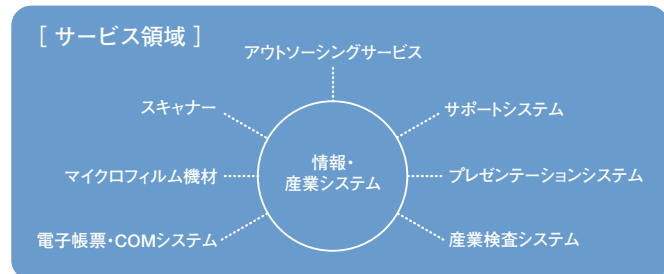 [ サービス領域 ]
アウトソーシングサービス
スキャナー
サポートシステム
情報・
産業システム
マイクロフィルム機材
プレゼンテーションシステム
電子帳票・COMシステム
産業検査システム